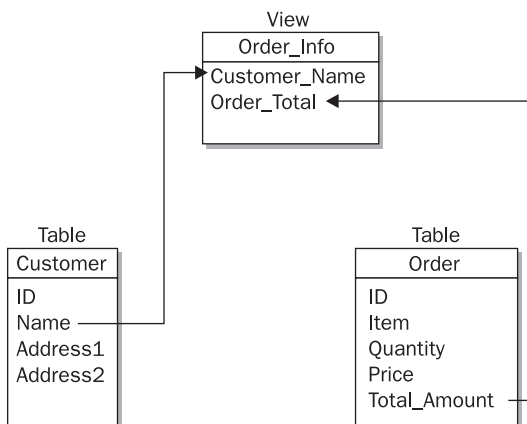 View
Order_Info
Customer_Name
Order_Total
Table
Customer
ID
Name
Address1
Address2
Table
Order
ID
Item
Quantity
Price
Total_Amount